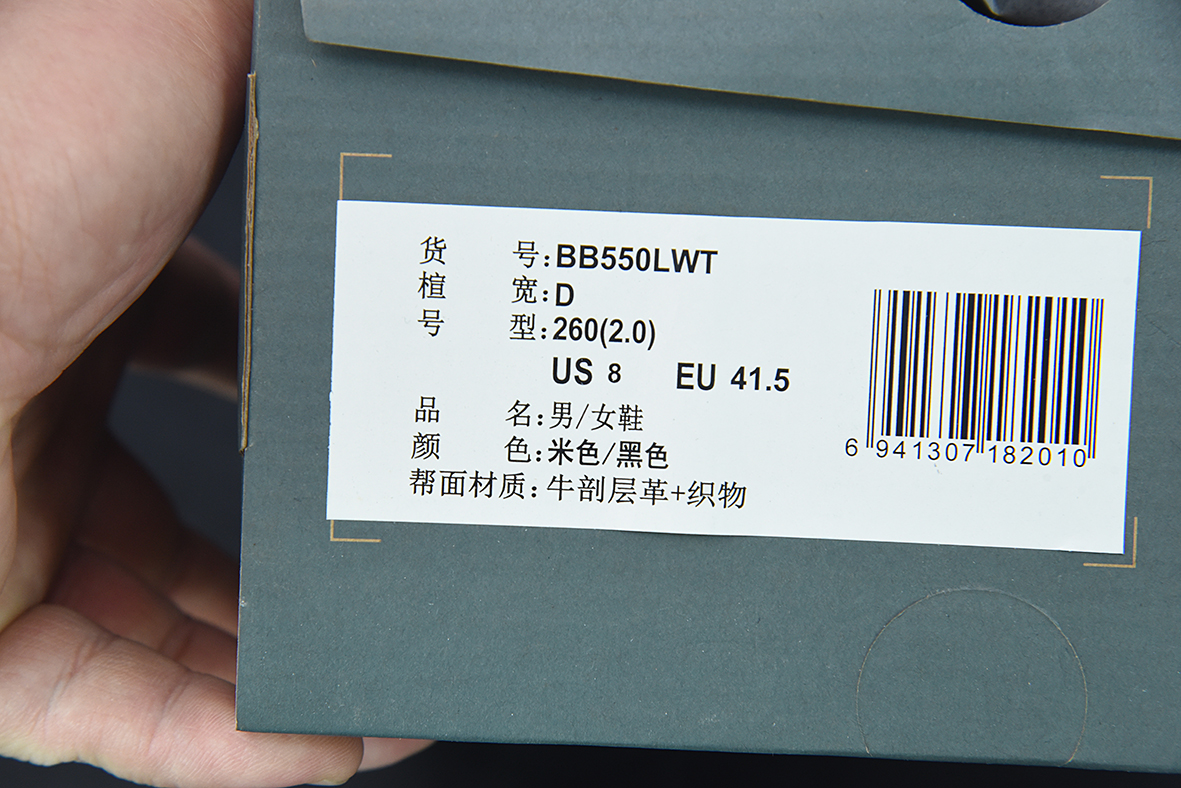 货 号:BB550LWT
楦 宽:D
号 型:260(2.0)
US 8 EU 41.5
品 名:男/女鞋
颜 色:米色/黑色
帮面材质:牛剖层革+织物
6 941307 182010